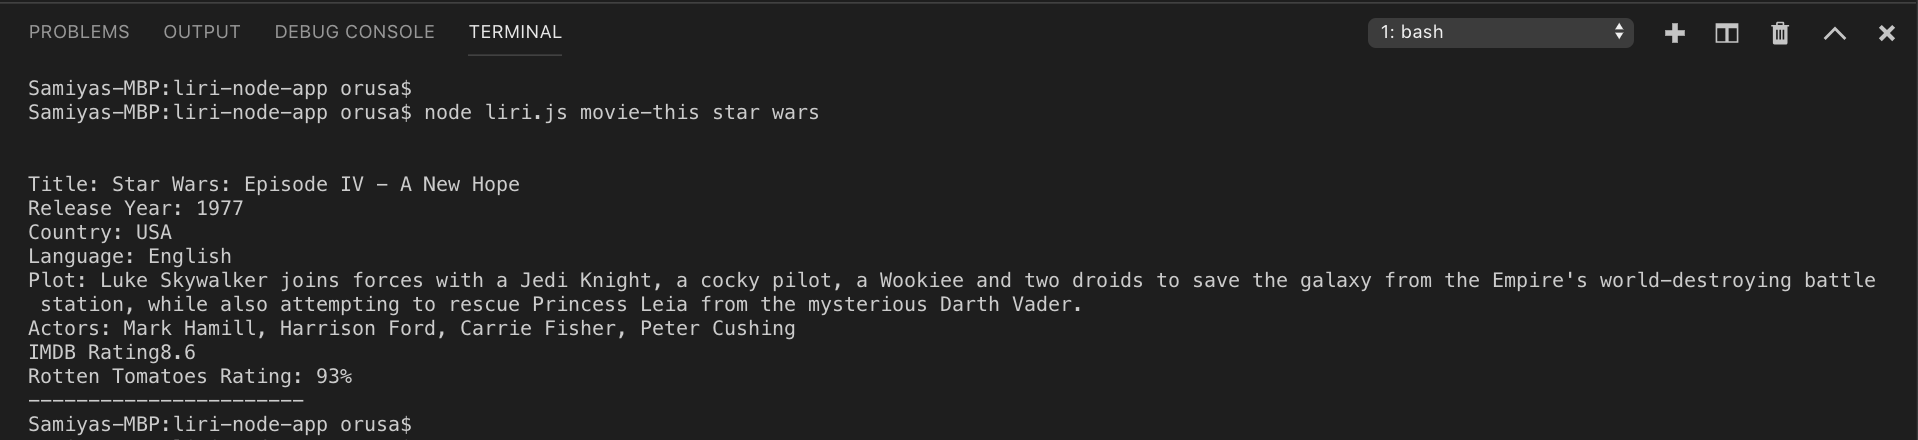 PROBLEMS OUTPUT DEBUG CONSOLE TERMINAL 1: bash
Samiyas-MBP:liri-node-app orusa$
Samiyas-MBP:liri-node-app orusa$ node liri.js movie-this star wars
Title: Star Wars: Episode IV - A New Hope
Release Year: 1977
Country: USA
Language: English
Plot: Luke Skywalker joins forces with a Jedi Knight, a cocky pilot, a Wookiee and two droids to save the galaxy from the Empire's world-destroying battle
station, while also attempting to rescue Princess Leia from the mysterious Darth Vader.
Actors: Mark Hamill, Harrison Ford, Carrie Fisher, Peter Cushing
IMDB Rating8.6
Rotten Tomatoes Rating: 93%
-----------------------
Samiyas-MBP:liri-node-app orusa$